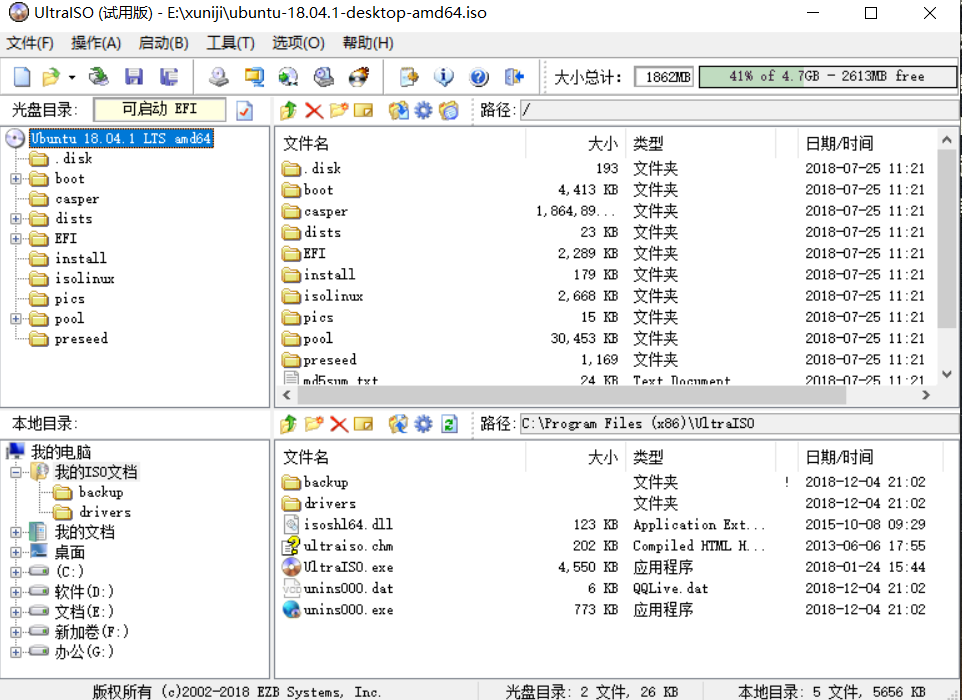 UltraISO (试用版) - E:\xuniji\ubuntu-18.04.1-desktop-amd64.iso
文件(F) 操作(A) 启动(B) 工具(T) 选项(O) 帮助(H)
大小总计: 1862MB 41% of 4.7GB - 2613MB free
光盘目录: 可启动 EFI 路径: /
Ubuntu 18.04.1 LTS amd64
.disk
boot
casper
dists
EFI
install
isolinux
pics
pool
preseed
文件名 大小 类型 日期/时间
.disk 193 文件夹 2018-07-25 11:21
boot 4,413 KB 文件夹 2018-07-25 11:21
casper 1,864,89... 文件夹 2018-07-25 11:21
dists 23 KB 文件夹 2018-07-25 11:21
EFI 2,289 KB 文件夹 2018-07-25 11:21
install 179 KB 文件夹 2018-07-25 11:21
isolinux 2,668 KB 文件夹 2018-07-25 11:21
pics 15 KB 文件夹 2018-07-25 11:21
pool 30,453 KB 文件夹 2018-07-25 11:21
preseed 1,169 文件夹 2018-07-25 11:21
md5sum.txt 24 KB Text Document 2018-07-25 11:21
本地目录: 路径: C:\Program Files (x86)\UltraISO
我的电脑
我的ISO文档
backup
drivers
我的文档
桌面
(C:)
软件(D:)
文档(E:)
新加卷(F:)
办公(G:)
文件名 大小 类型 日期/时间
backup 文件夹 ! 2018-12-04 21:02
drivers 文件夹 2018-12-04 21:02
isoshl64.dll 123 KB Application Ext... 2015-10-08 09:29
ultraiso.chm 202 KB Compiled HTML H... 2013-06-06 17:55
UltraISO.exe 4,550 KB 应用程序 2018-01-24 15:44
unins000.dat 6 KB QQLive.dat 2018-12-04 21:02
unins000.exe 773 KB 应用程序 2018-12-04 21:02
版权所有 (c)2002-2018 EZB Systems, Inc. 光盘目录: 2 文件, 26 KB 本地目录: 5 文件, 5656 KB